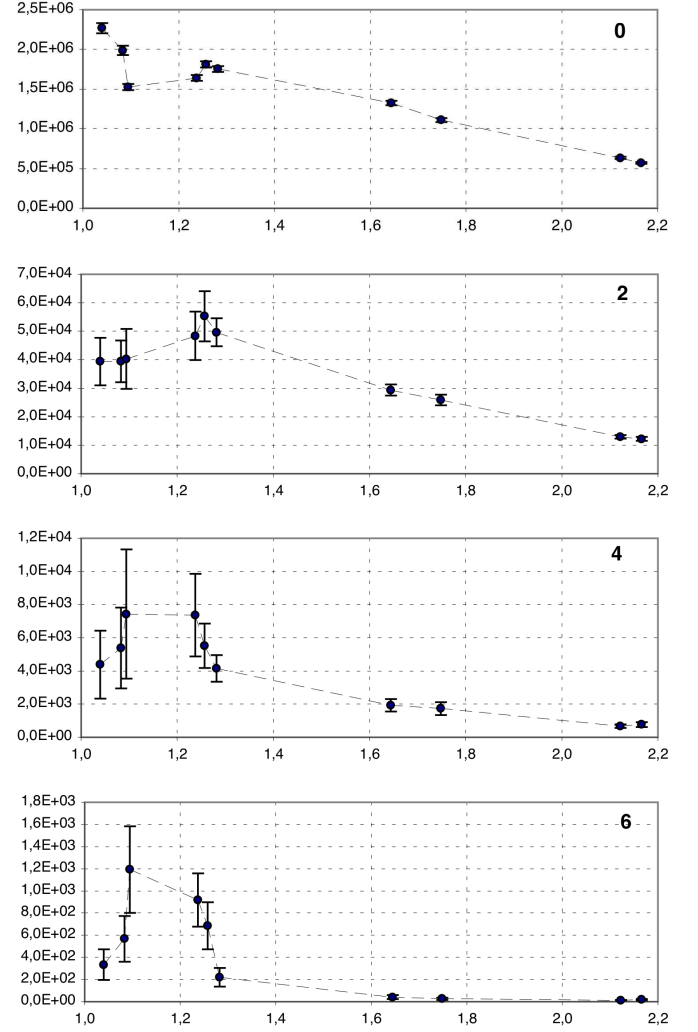 2,5E+06
0
2,0E+06
1,5E+06
1,0E+06
5,0E+05
0,0E+00
1,0 1,2 1,4 1,6 1,8 2,0 2,2
7,0E+04
2
6,0E+04
5,0E+04
4,0E+04
3,0E+04
2,0E+04
1,0E+04
0,0E+00
1,0 1,2 1,4 1,6 1,8 2,0 2,2
1,2E+04
4
1,0E+04
8,0E+03
6,0E+03
4,0E+03
2,0E+03
0,0E+00
1,0 1,2 1,4 1,6 1,8 2,0 2,2
1,8E+03
6
1,6E+03
1,4E+03
1,2E+03
1,0E+03
8,0E+02
6,0E+02
4,0E+02
2,0E+02
0,0E+00
1,0 1,2 1,4 1,6 1,8 2,0 2,2